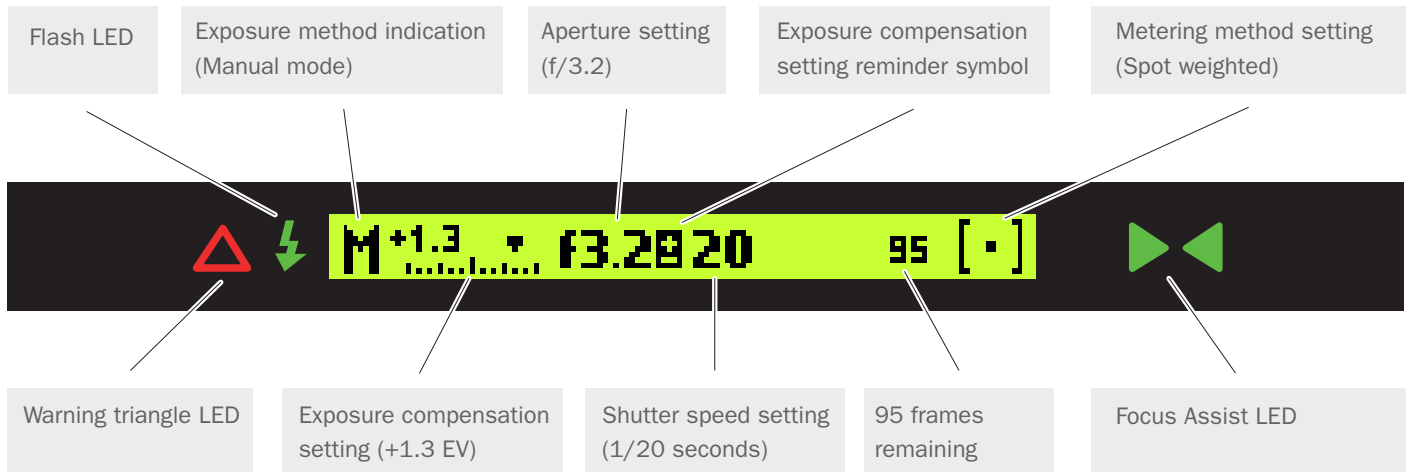 Flash LED
Exposure method indication
(Manual mode)
Aperture setting
(f/3.2)
Exposure compensation
setting reminder symbol
Metering method setting
(Spot weighted)
M +1.3 f3.2 20 95 [ ]
Warning triangle LED
Exposure compensation
setting (+1.3 EV)
Shutter speed setting
(1/20 seconds)
95 frames
remaining
Focus Assist LED